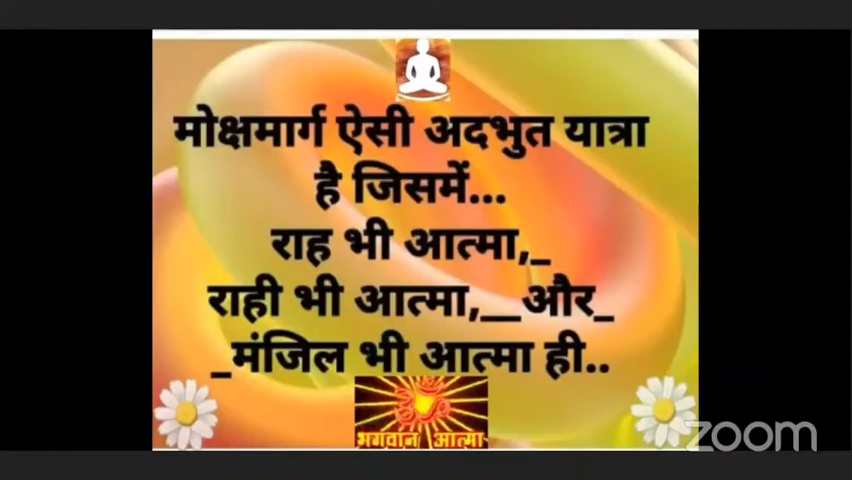 मोक्षमार्ग ऐसी अदभुत यात्रा
है जिसमें...
राह भी आत्मा,_
राही भी आत्मा,__और_
_मंजिल भी आत्मा ही..
भगवान आत्मा
zoom